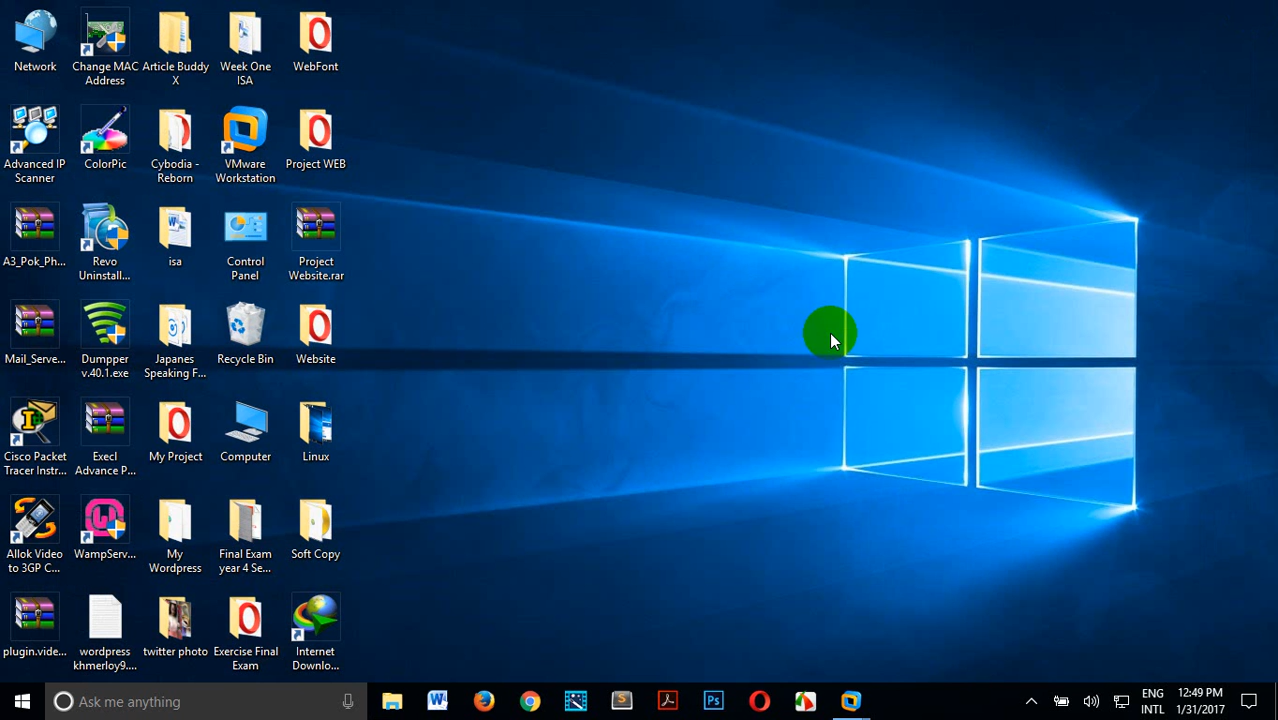 Network
Change MAC
Address
Article Buddy
X
Week One
ISA
WebFont
Advanced IP
Scanner
ColorPic
Cybodia -
Reborn
VMware
Workstation
Project WEB
A3_Pok_Ph...
Revo
Uninstall...
isa
Control
Panel
Project
Website.rar
Mail_Serve...
Dumpper
v.40.1.exe
Japanes
Speaking F...
Recycle Bin
Website
Cisco Packet
Tracer Instr...
Execl
Advance P...
My Project
Computer
Linux
Allok Video
to 3GP C...
WampServ...
My
Wordpress
Final Exam
year 4 Se...
Soft Copy
plugin.vide...
wordpress
khmerloy9....
twitter photo
Exercise Final
Exam
Internet
Downlo...
Ask me anything
ENG
INTL
12:49 PM
1/31/2017